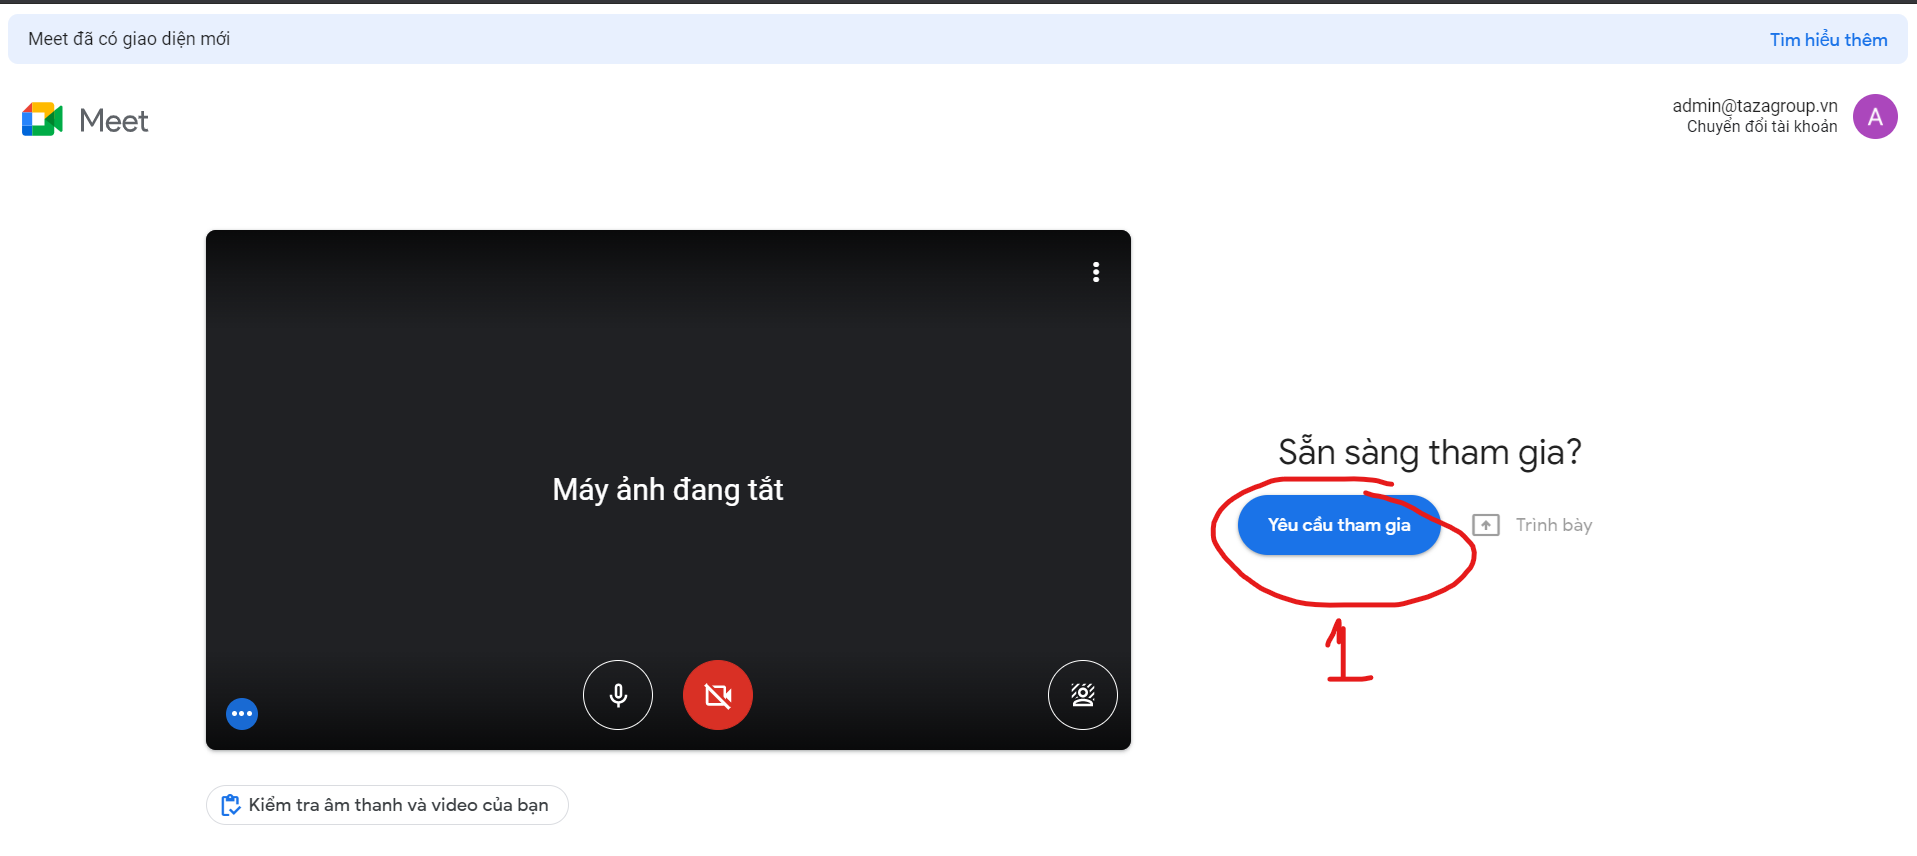 Meet đã có giao diện mới
Tìm hiểu thêm
Meet
admin@tazagroup.vn
Chuyển đổi tài khoản
A
Máy ảnh đang tắt
Sẵn sàng tham gia?
Yêu cầu tham gia
Trình bày
1
Kiểm tra âm thanh và video của bạn